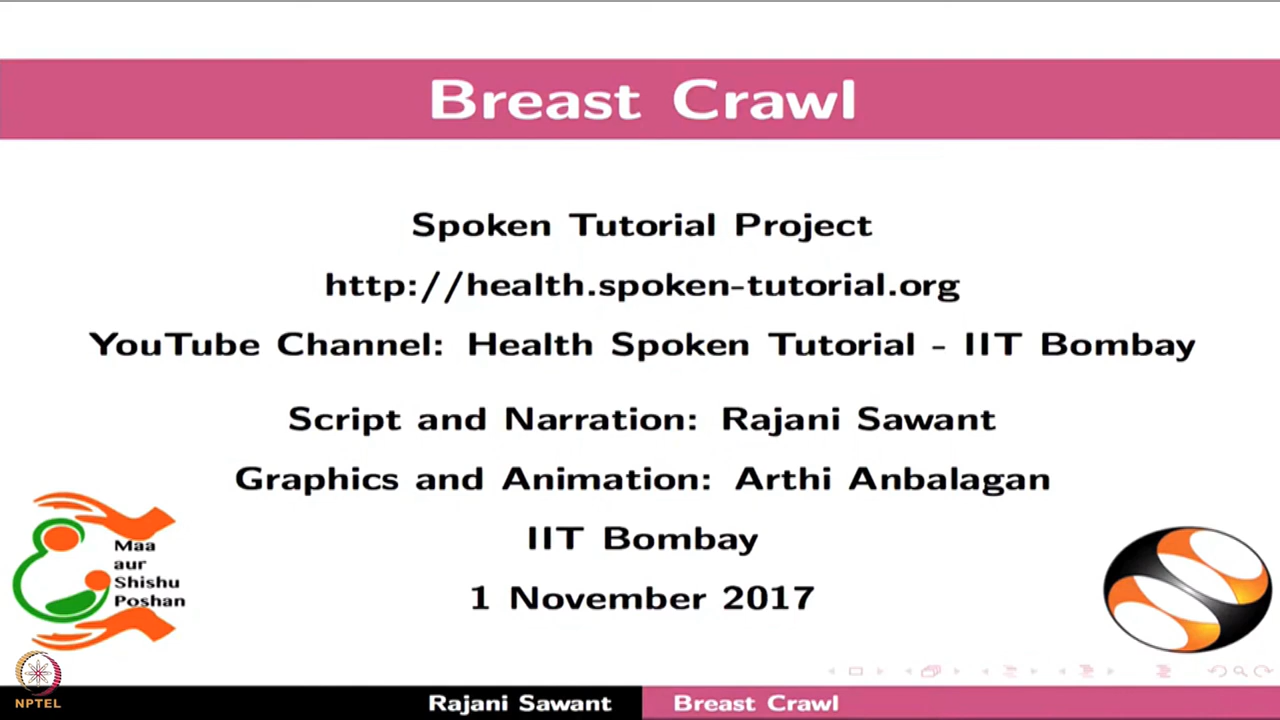 Breast Crawl
Spoken Tutorial Project
http://health.spoken-tutorial.org
YouTube Channel: Health Spoken Tutorial - IIT Bombay
Script and Narration: Rajani Sawant
Graphics and Animation: Arthi Anbalagan
IIT Bombay
1 November 2017
Maa
aur
Shishu
Poshan
NPTEL
Rajani Sawant
Breast Crawl